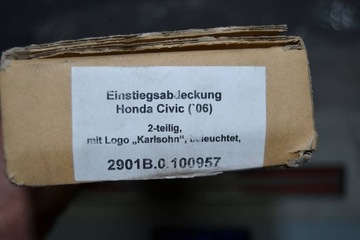 Einstiegsabdeckung
Honda Civic (`06)
2-teilig,
mit Logo „Karlsohn“, beleuchtet,
2901B.0.100957